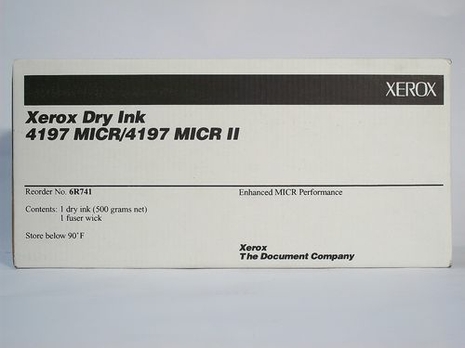 XEROX
Xerox Dry Ink
4197 MICR/4197 MICR II
Reorder No. 6R741
Enhanced MICR Performance
Contents: 1 dry ink (500 grams net)
1 fuser wick
Store below 90°F
Xerox
The Document Company